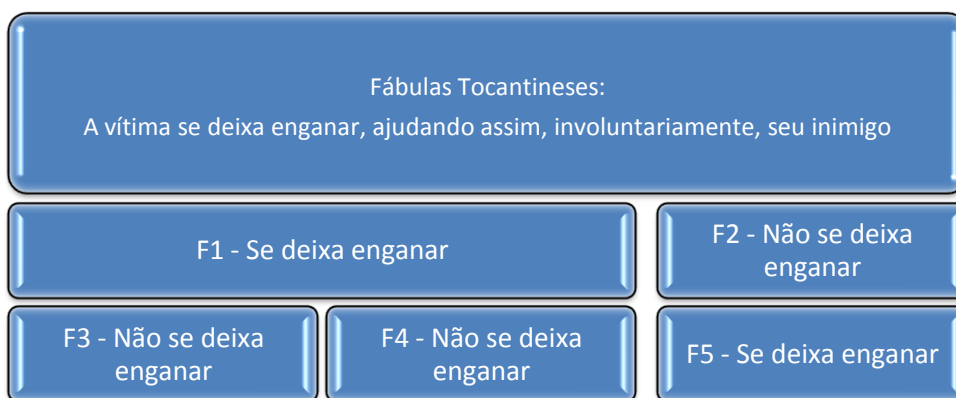 Fábulas Tocantineses:
A vítima se deixa enganar, ajudando assim, involuntariamente, seu inimigo
F1 - Se deixa enganar
F2 - Não se deixa
enganar
F3 - Não se deixa
enganar
F4 - Não se deixa
enganar
F5 - Se deixa enganar